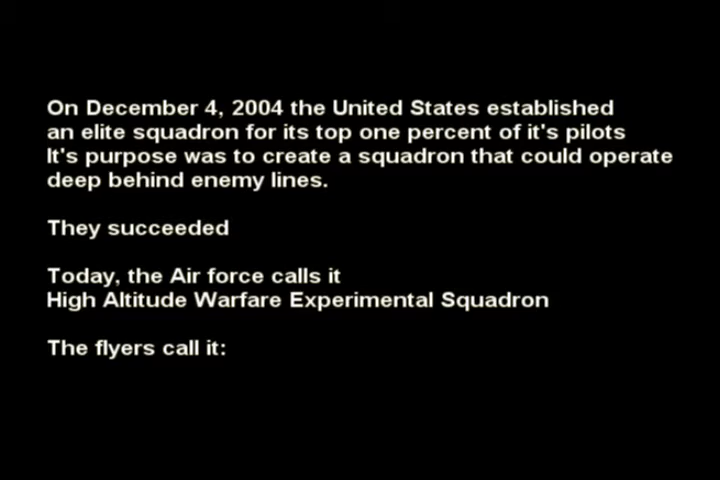 On December 4, 2004 the United States established
an elite squadron for its top one percent of it's pilots
It's purpose was to create a squadron that could operate
deep behind enemy lines.
They succeeded
Today, the Air force calls it
High Altitude Warfare Experimental Squadron
The flyers call it: